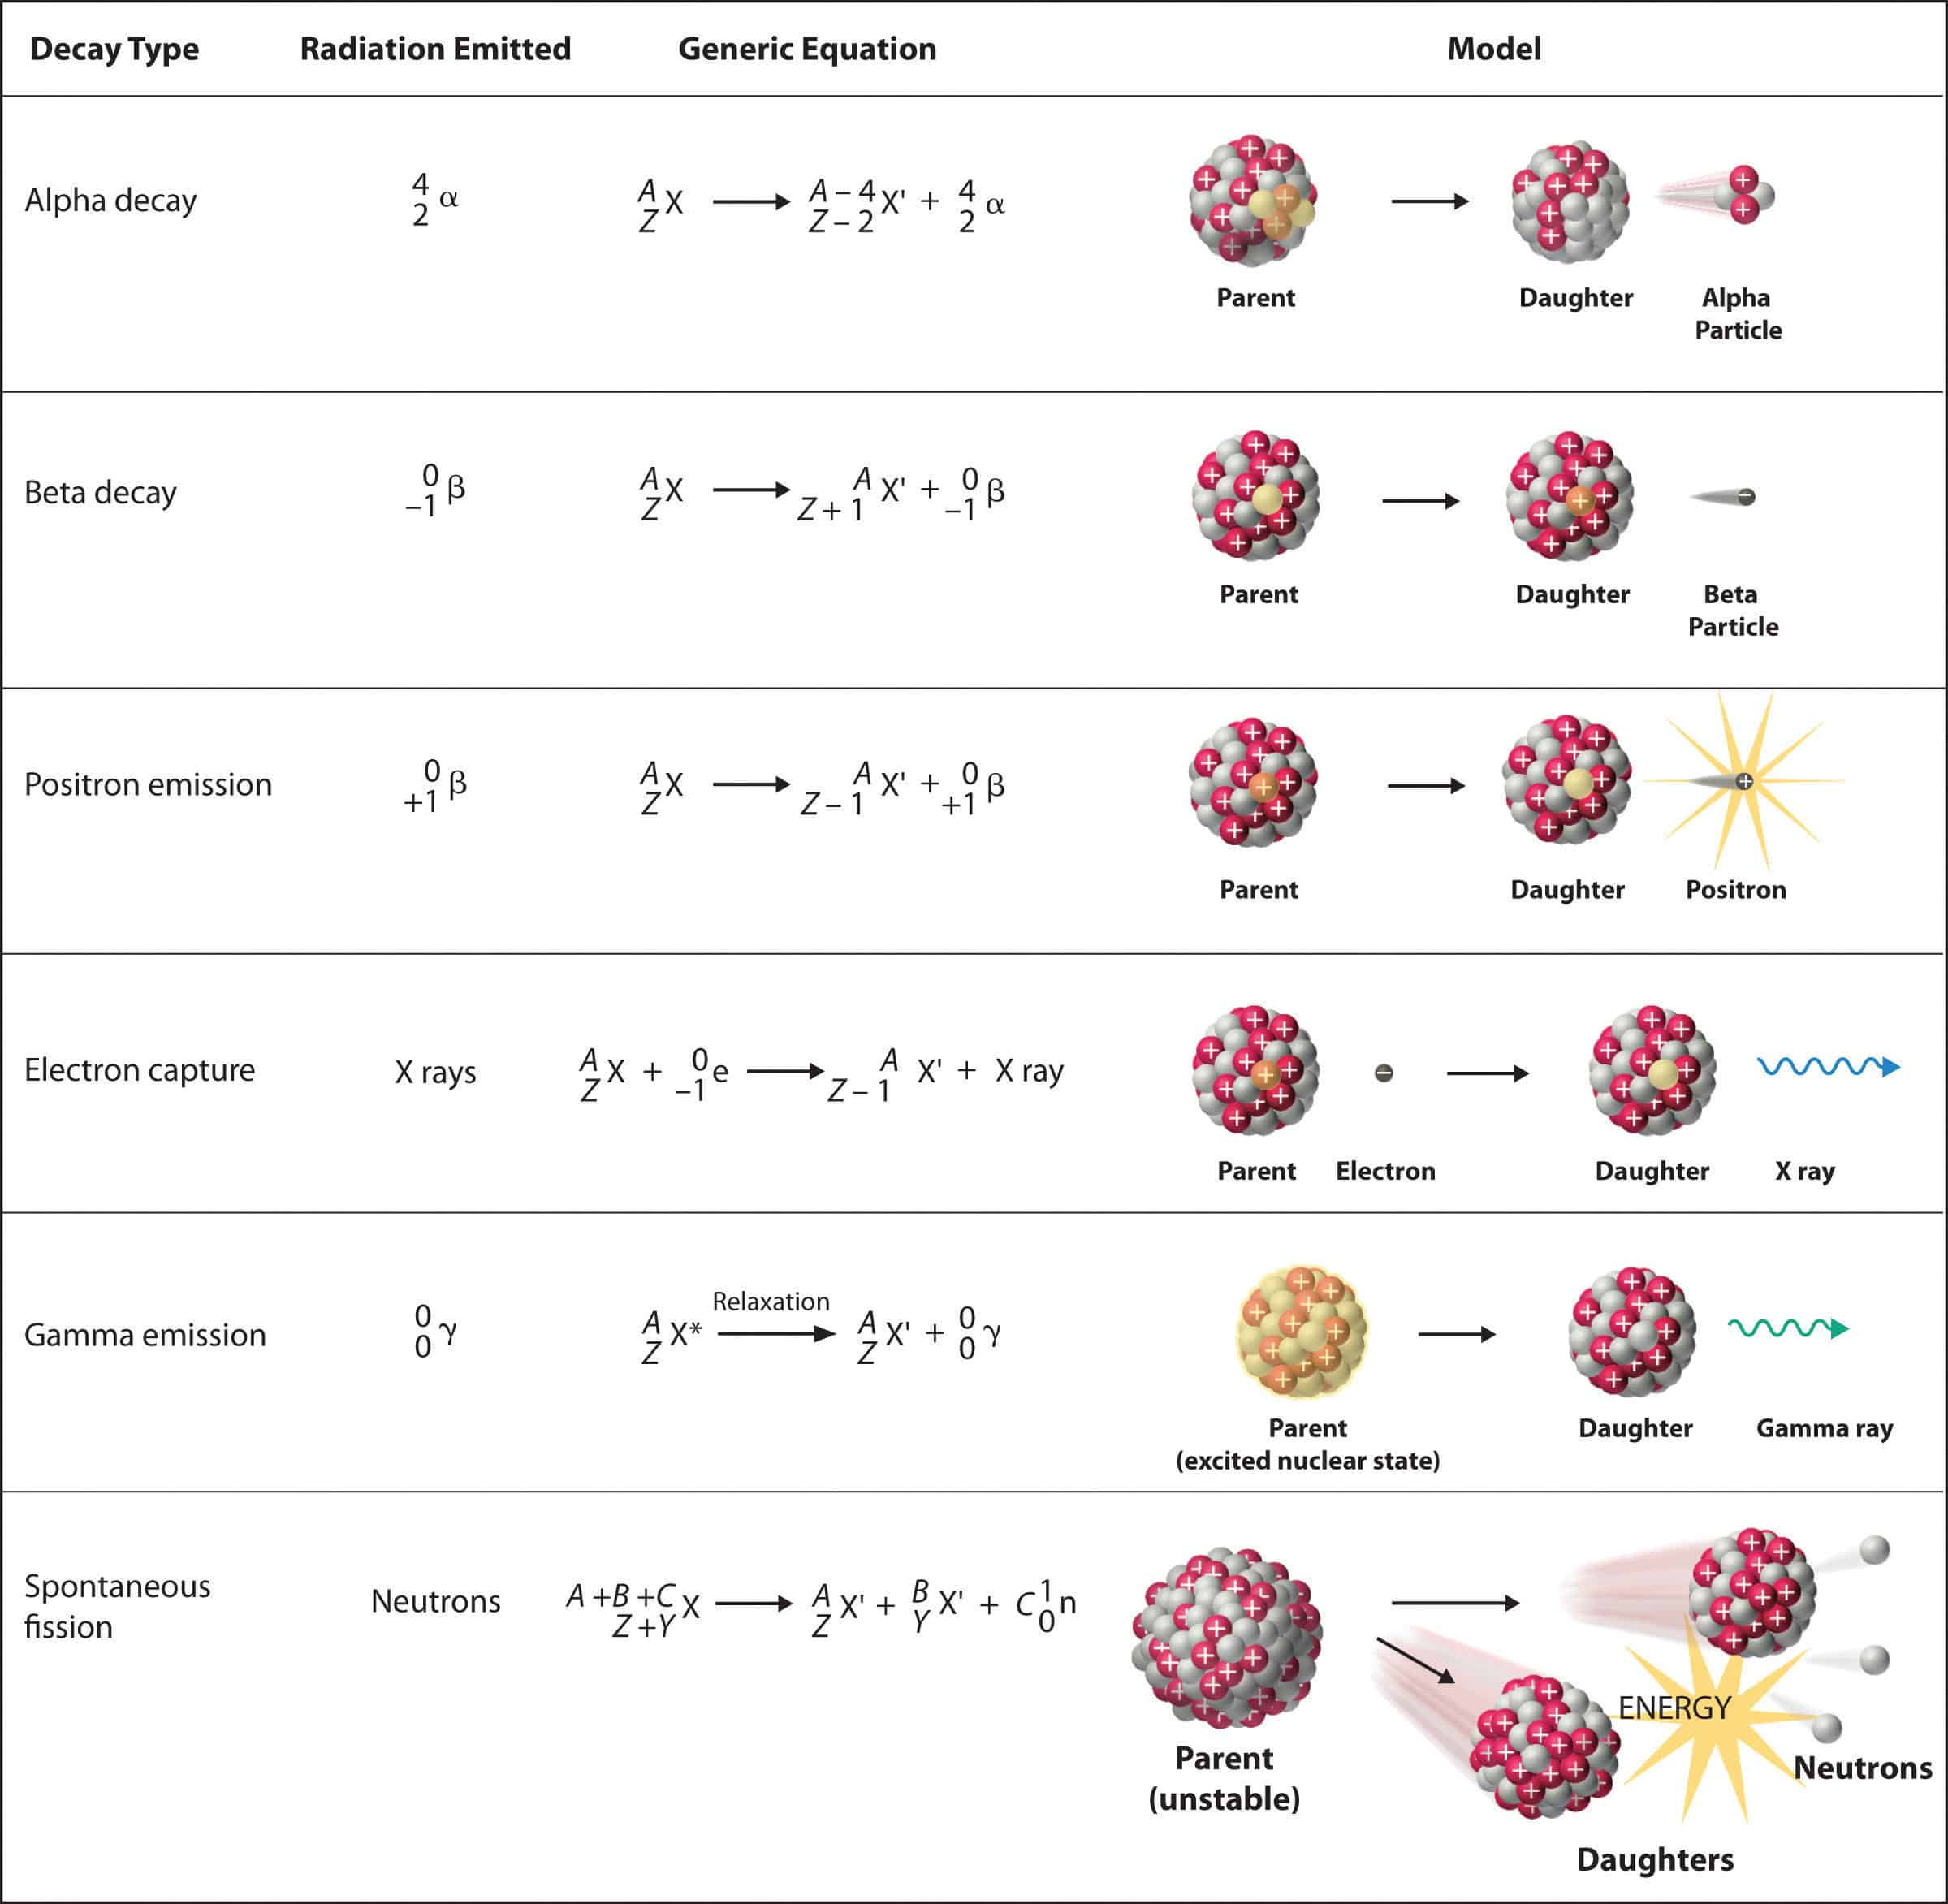 Decay Type Radiation Emitted Generic Equation Model
Alpha decay
4
2 α
A
Z X ⟶ A – 4
Z – 2 X' + 4
2 α
Parent Daughter Alpha
Particle
Beta decay
0
–1 β
A
Z X ⟶ A
Z + 1 X' + 0
–1 β
Parent Daughter Beta
Particle
Positron emission
0
+1 β
A
Z X ⟶ A
Z – 1 X' + 0
+1 β
Parent Daughter Positron
Electron capture
X rays
A
Z X + 0
–1 e ⟶ A
Z – 1 X' + X ray
Parent Electron Daughter X ray
Gamma emission
0
0 γ
Relaxation
A
Z X* ⟶ A
Z X' + 0
0 γ
Parent
(excited nuclear state)
Daughter Gamma ray
Spontaneous
fission
Neutrons
A +B +C
Z +Y X ⟶ A
Z X' + B
Y X' + C 1
0 n
Parent
(unstable)
ENERGY
Neutrons
Daughters